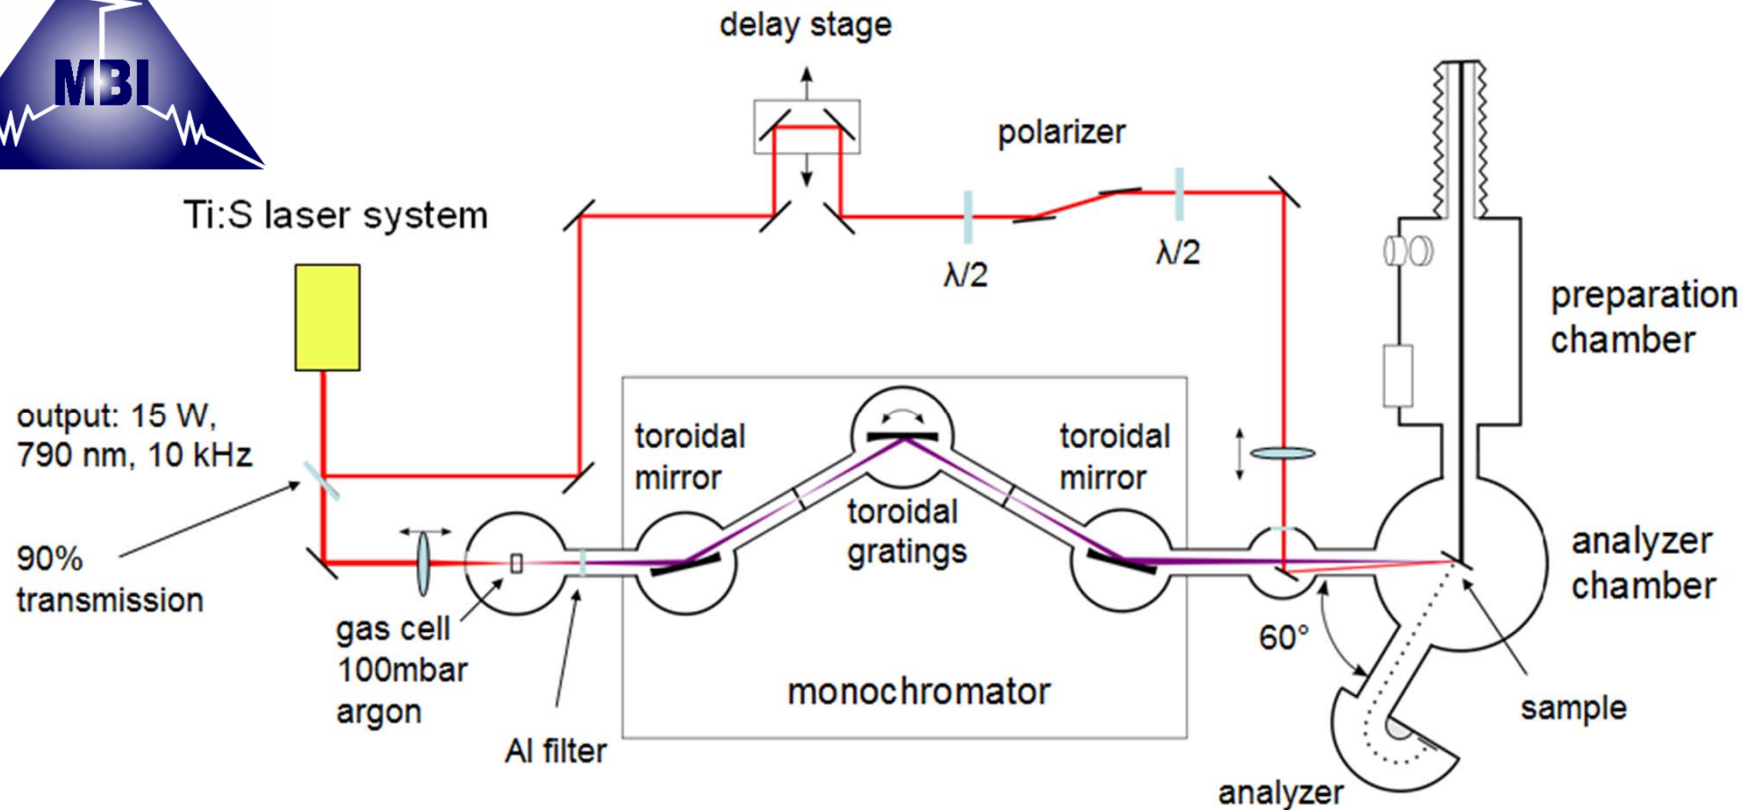 MBI
delay stage
polarizer
Ti:S laser system
λ/2
λ/2
preparation
chamber
output: 15 W,
790 nm, 10 kHz
toroidal
mirror
toroidal
mirror
toroidal
gratings
90%
transmission
analyzer
chamber
gas cell
100mbar
argon
60°
monochromator
sample
Al filter
analyzer